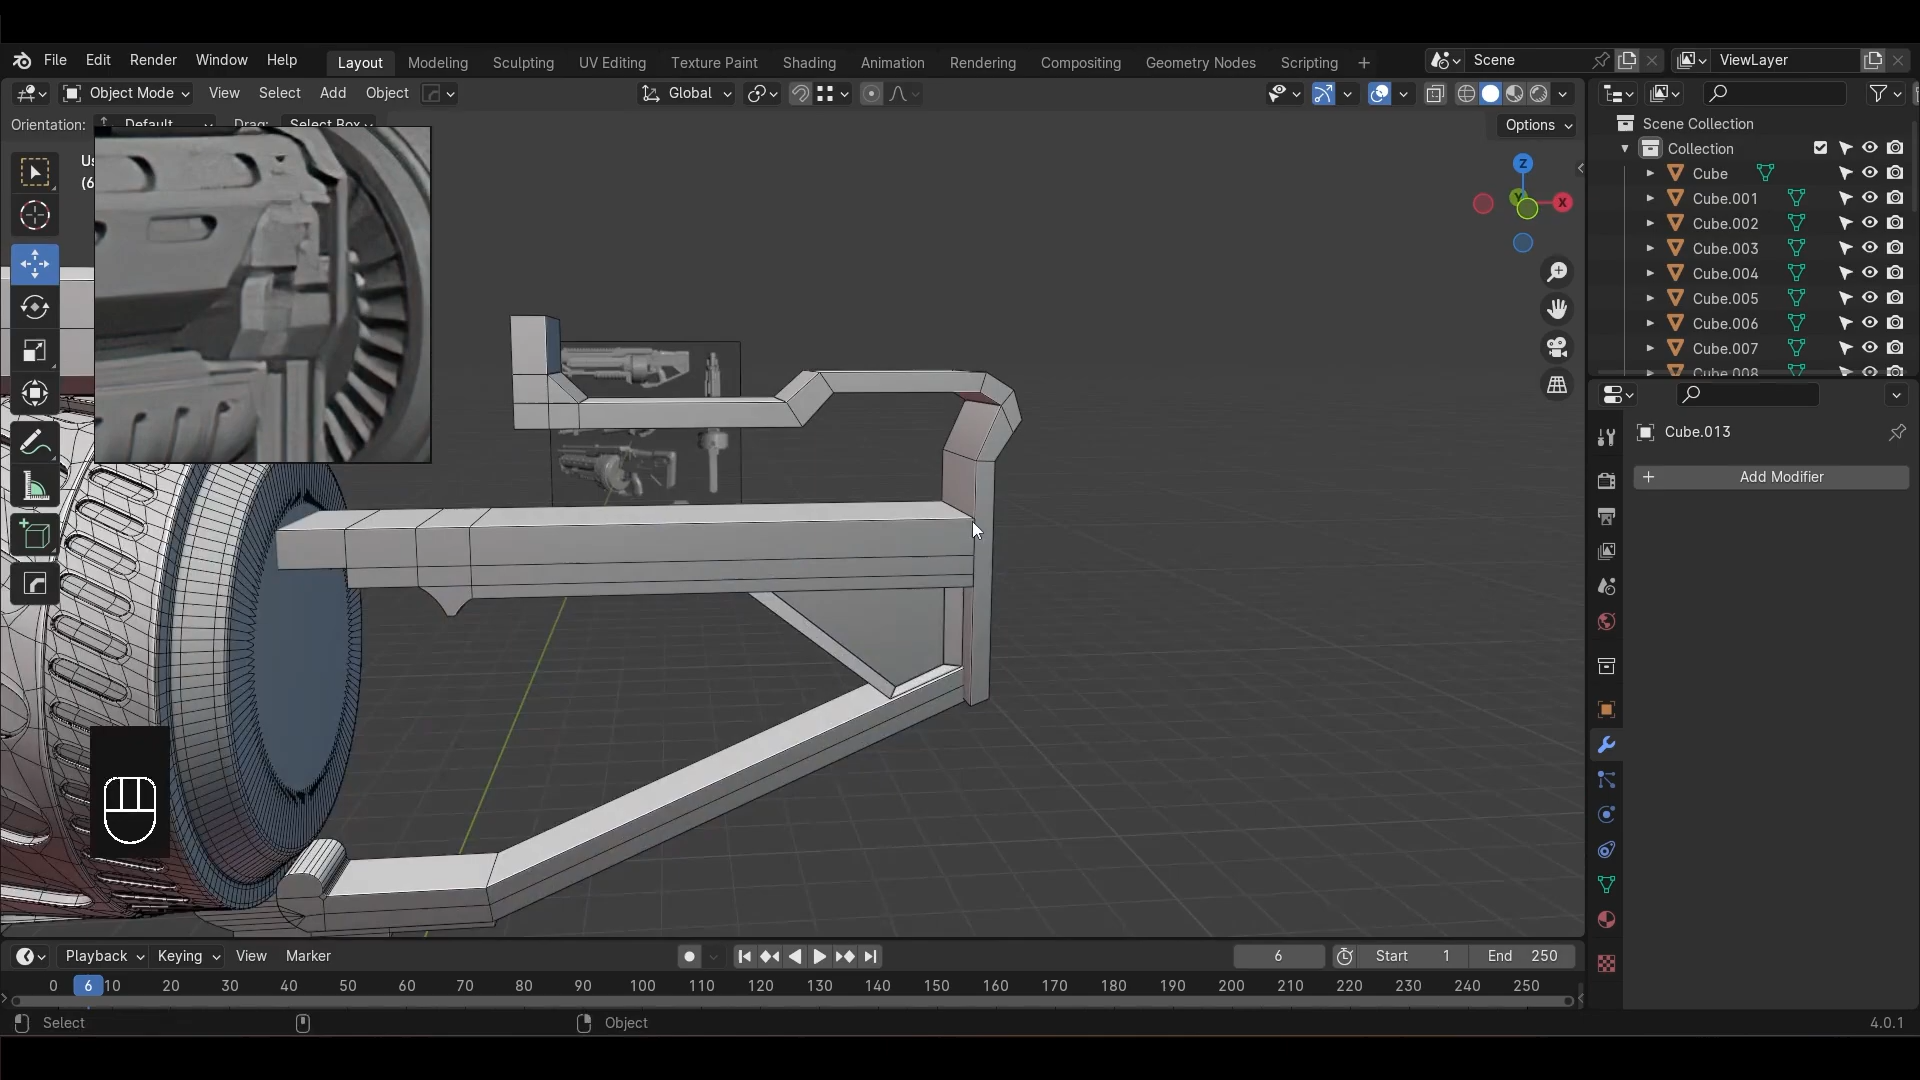 File Edit Render Window Help Layout Modeling Sculpting UV Editing Texture Paint Shading Animation Rendering Compositing Geometry Nodes Scripting + Scene ViewLayer
Object Mode View Select Add Object Global
Orientation: Default Drag: Select Box Options
Us
(6
Z
Y
X
Scene Collection
Collection
Cube
Cube.001
Cube.002
Cube.003
Cube.004
Cube.005
Cube.006
Cube.007
Cube.008
Cube.013
+ Add Modifier
Playback Keying View Marker 6 Start 1 End 250
0 6 10 20 30 40 50 60 70 80 90 100 110 120 130 140 150 160 170 180 190 200 210 220 230 240 250
Select Object 4.0.1